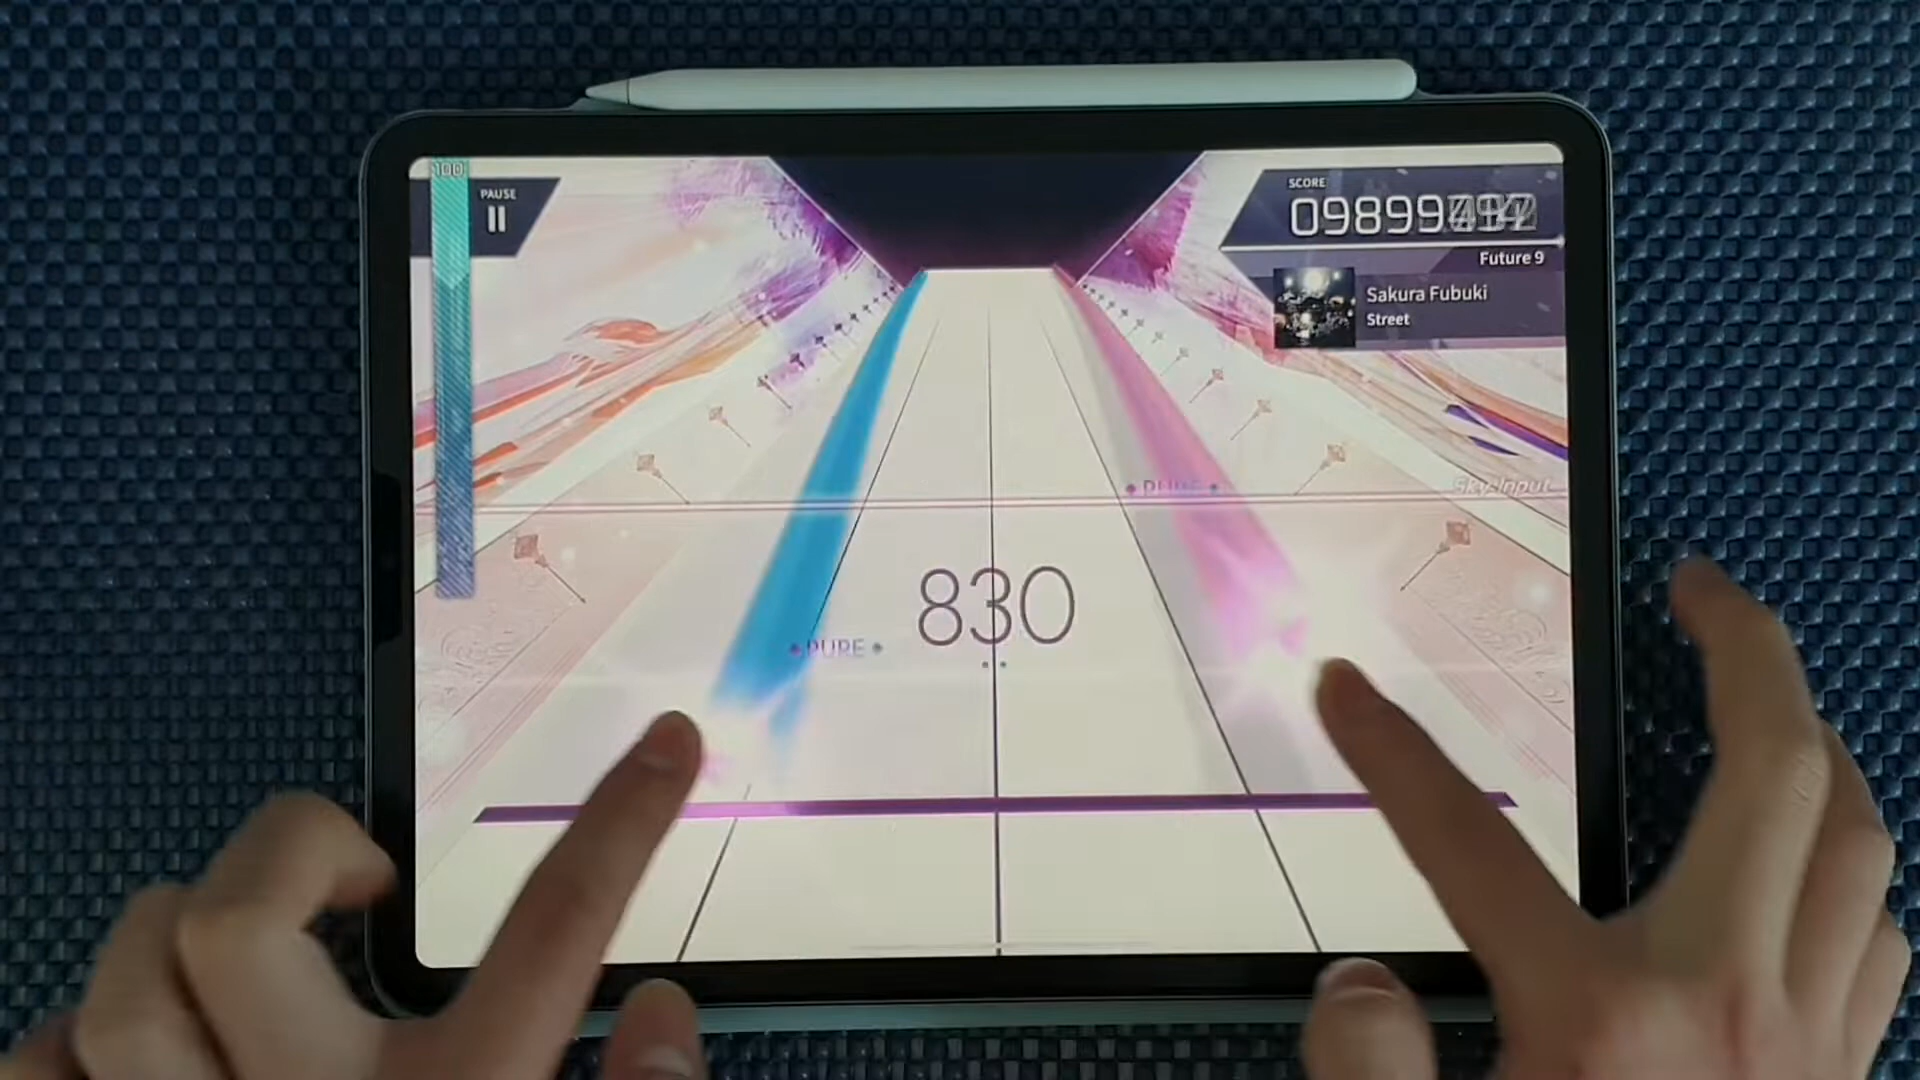 100
PAUSE
SCORE
Future 9
Sakura Fubuki
Street
PURE
Sky Input
830
PURE